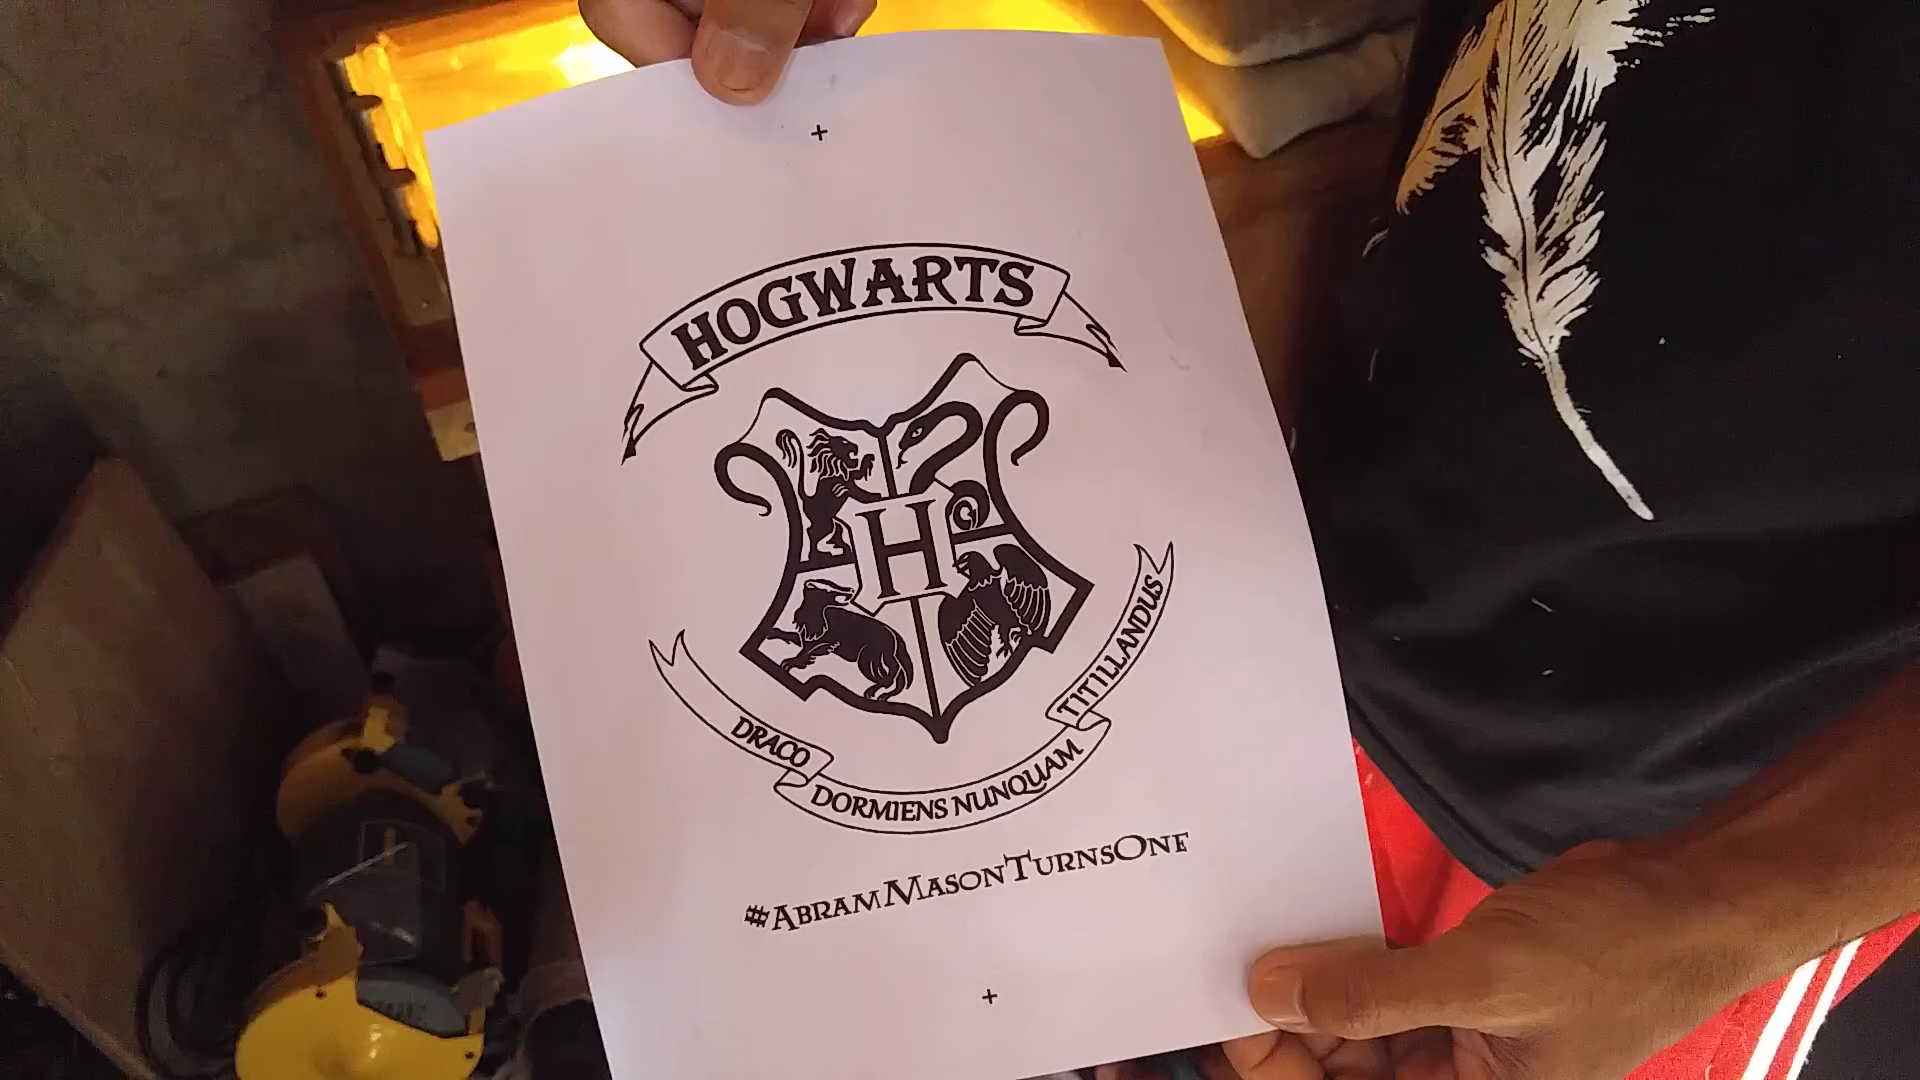 HOGWARTS
H
DRACO
DORMIENS NUNQUAM
TITILLANDUS
#AbramMasonTurnsOne